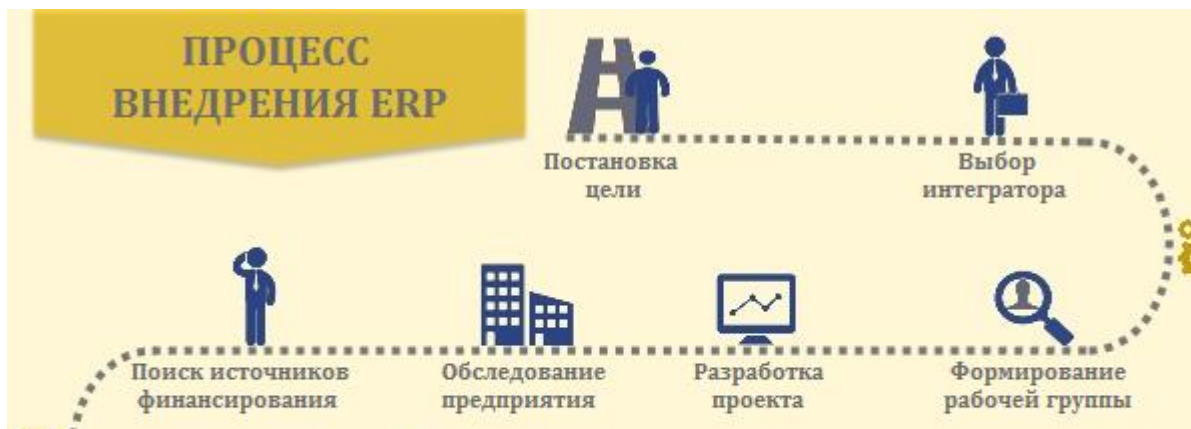 ПРОЦЕСС
ВНЕДРЕНИЯ ERP
Постановка
цели
Выбор
интегратора
Поиск источников
финансирования
Обследование
предприятия
Разработка
проекта
Формирование
рабочей группы